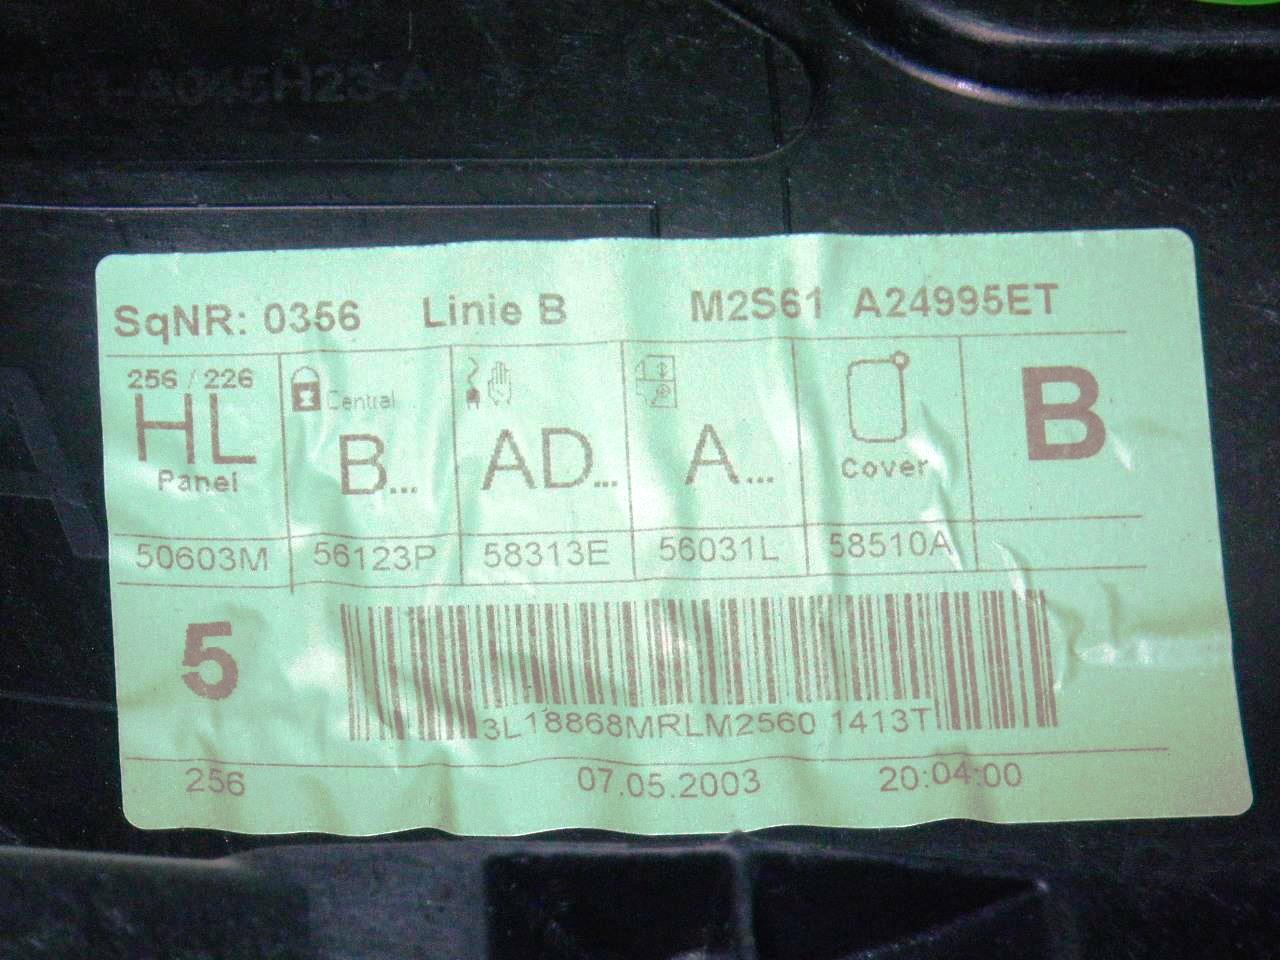 SqNR: 0356 Linie B M2S61 A24995ET
256 / 226
HL
Panel
Central
B...
AD...
A...
Cover
B
50603M 56123P 58313E 56031L 58510A
5
3L18868MRLM2560 1413T
256 07.05.2003 20:04:00